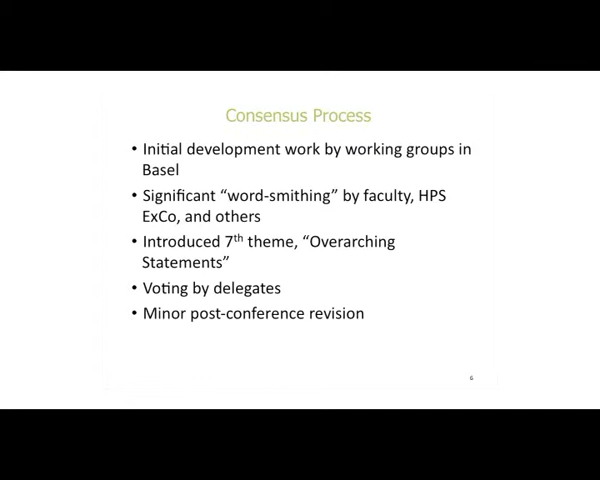 Consensus Process
• Initial development work by working groups in
Basel
• Significant “word-smithing” by faculty, HPS
ExCo, and others
• Introduced 7th theme, “Overarching
Statements”
• Voting by delegates
• Minor post-conference revision
6